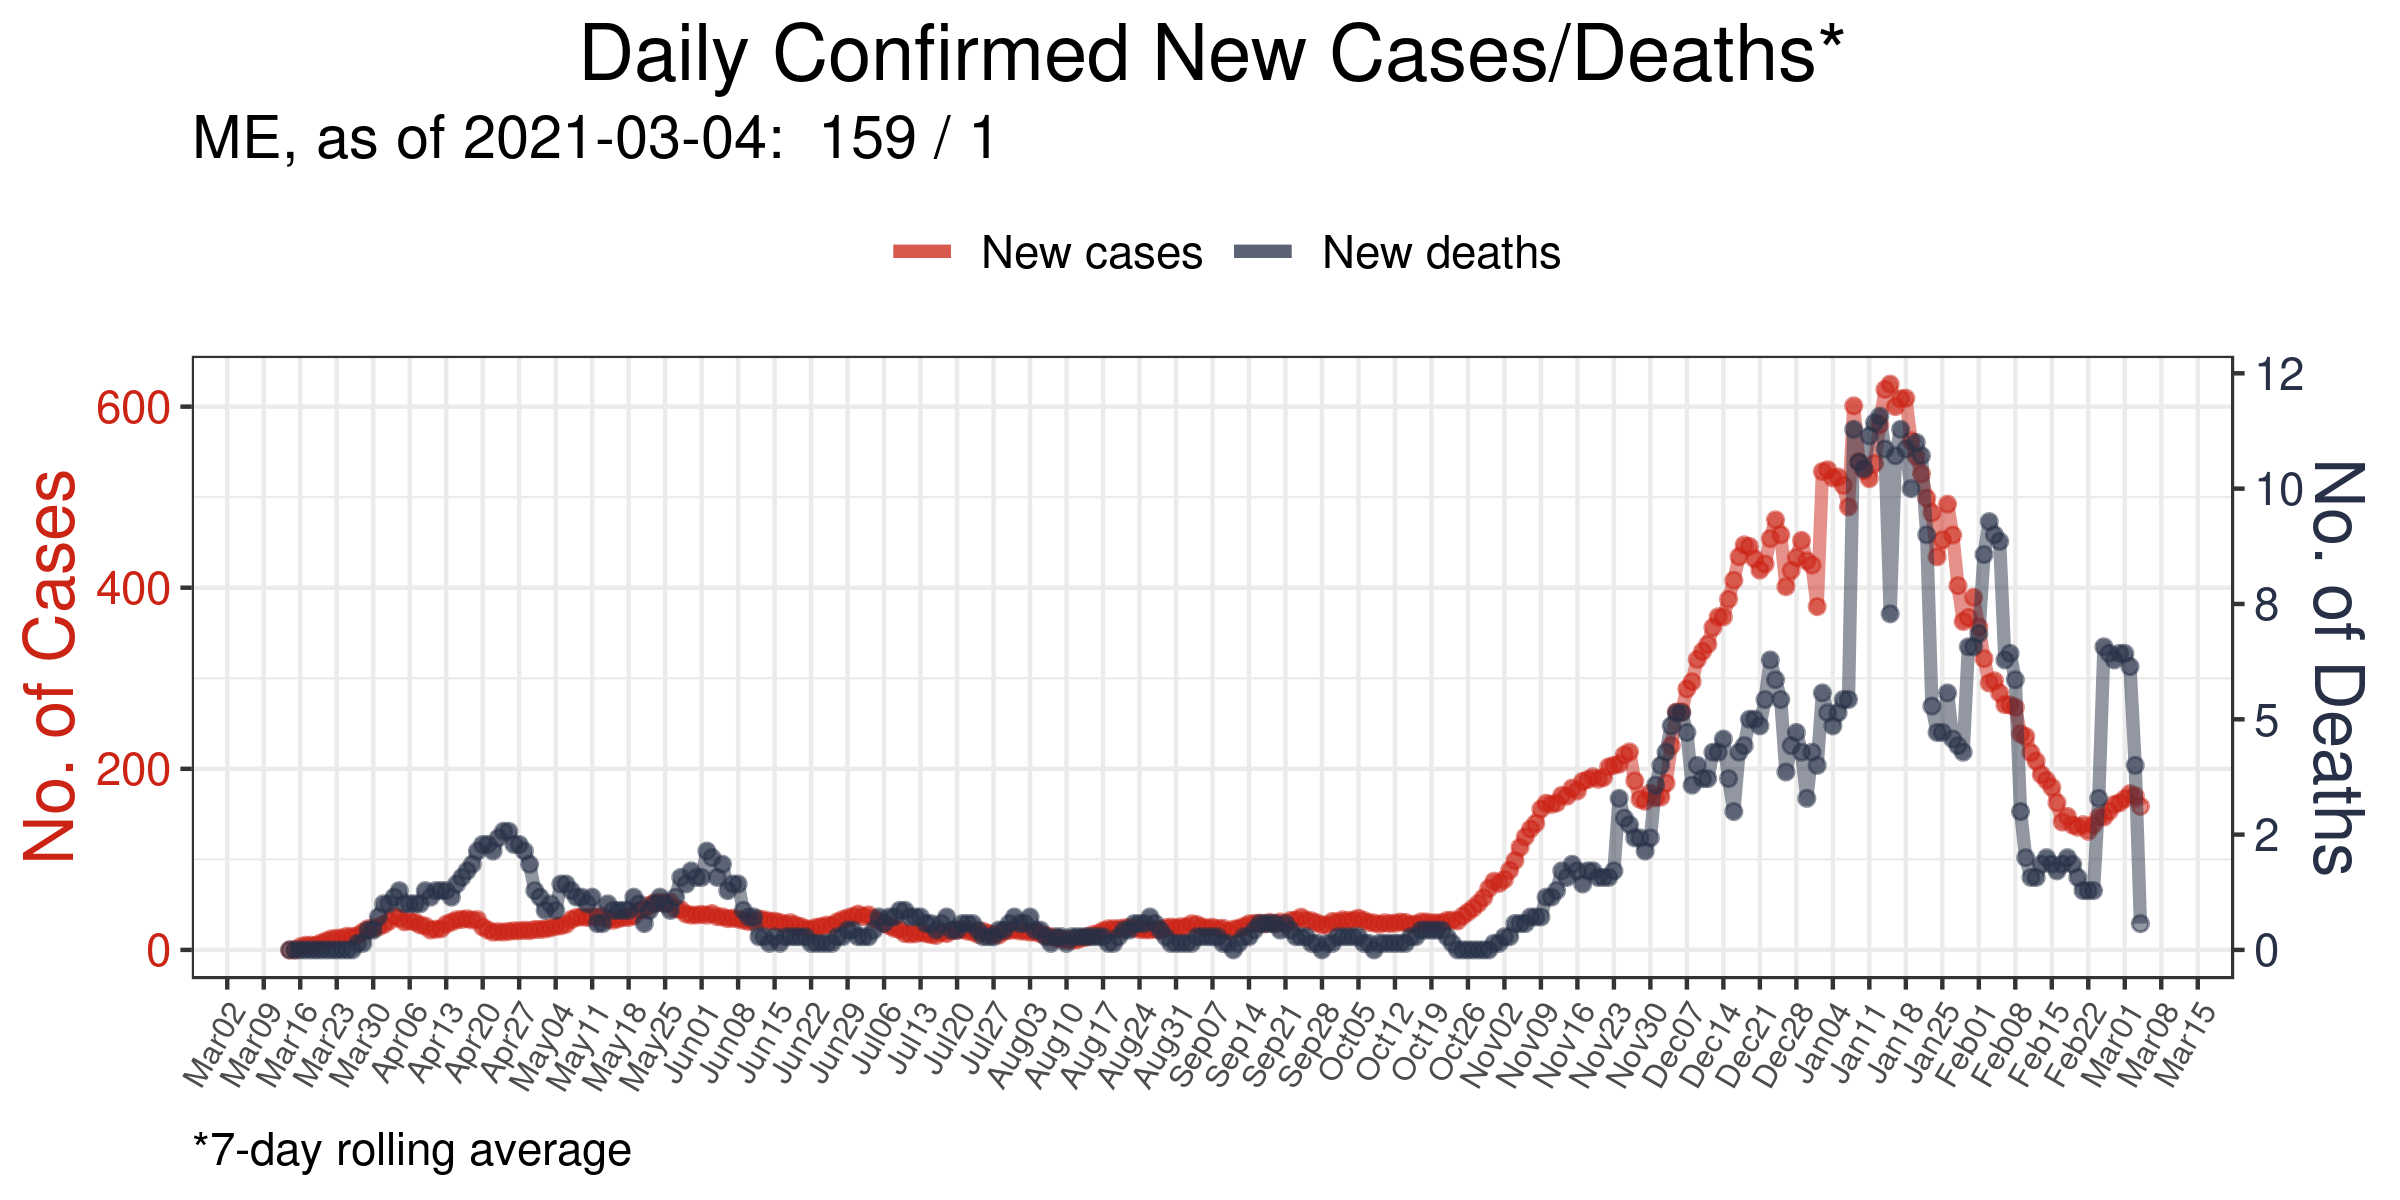 Daily Confirmed New Cases/Deaths*
ME, as of 2021-03-04:  159 / 1
New cases
New deaths
No. of Cases
600
400
200
0
12
10
8
5
2
0
No. of Deaths
Mar02
Mar09
Mar16
Mar23
Mar30
Apr06
Apr13
Apr20
Apr27
May04
May11
May18
May25
Jun01
Jun08
Jun15
Jun22
Jun29
Jul06
Jul13
Jul20
Jul27
Aug03
Aug10
Aug17
Aug24
Aug31
Sep07
Sep14
Sep21
Sep28
Oct05
Oct12
Oct19
Oct26
Nov02
Nov09
Nov16
Nov23
Nov30
Dec07
Dec14
Dec21
Dec28
Jan04
Jan11
Jan18
Jan25
Feb01
Feb08
Feb15
Feb22
Mar01
Mar08
Mar15
*7-day rolling average